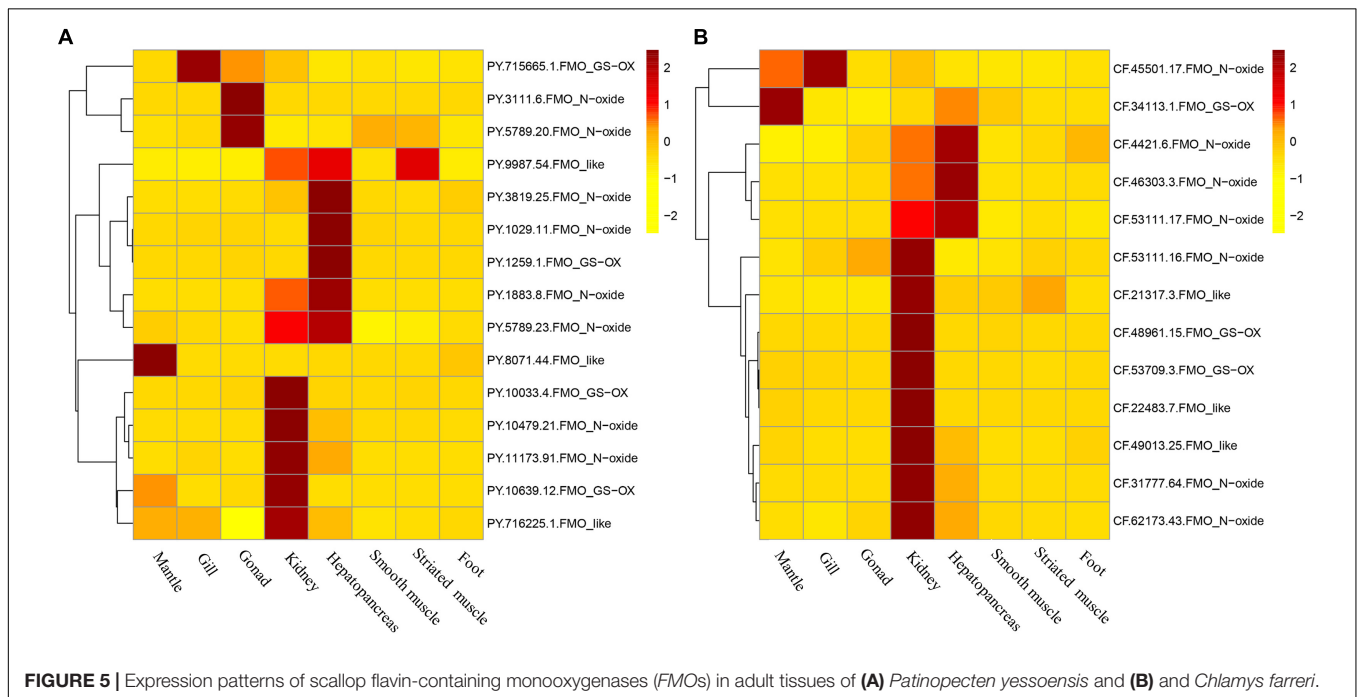 A
PY.715665.1.FMO_GS−OX
PY.3111.6.FMO_N−oxide
PY.5789.20.FMO_N−oxide
PY.9987.54.FMO_like
PY.3819.25.FMO_N−oxide
PY.1029.11.FMO_N−oxide
PY.1259.1.FMO_GS−OX
PY.1883.8.FMO_N−oxide
PY.5789.23.FMO_N−oxide
PY.8071.44.FMO_like
PY.10033.4.FMO_GS−OX
PY.10479.21.FMO_N−oxide
PY.11173.91.FMO_N−oxide
PY.10639.12.FMO_GS−OX
PY.716225.1.FMO_like
2
1
0
−1
−2
Mantle
Gill
Gonad
Kidney
Hepatopancreas
Smooth muscle
Striated muscle
Foot
B
CF.45501.17.FMO_N−oxide
CF.34113.1.FMO_GS−OX
CF.4421.6.FMO_N−oxide
CF.46303.3.FMO_N−oxide
CF.53111.17.FMO_N−oxide
CF.53111.16.FMO_N−oxide
CF.21317.3.FMO_like
CF.48961.15.FMO_GS−OX
CF.53709.3.FMO_GS−OX
CF.22483.7.FMO_like
CF.49013.25.FMO_like
CF.31777.64.FMO_N−oxide
CF.62173.43.FMO_N−oxide
2
1
0
−1
−2
Mantle
Gill
Gonad
Kidney
Hepatopancreas
Smooth muscle
Striated muscle
Foot
FIGURE 5 | Expression patterns of scallop flavin-containing monooxygenases (FMOs) in adult tissues of (A) Patinopecten yessoensis and (B) and Chlamys farreri.